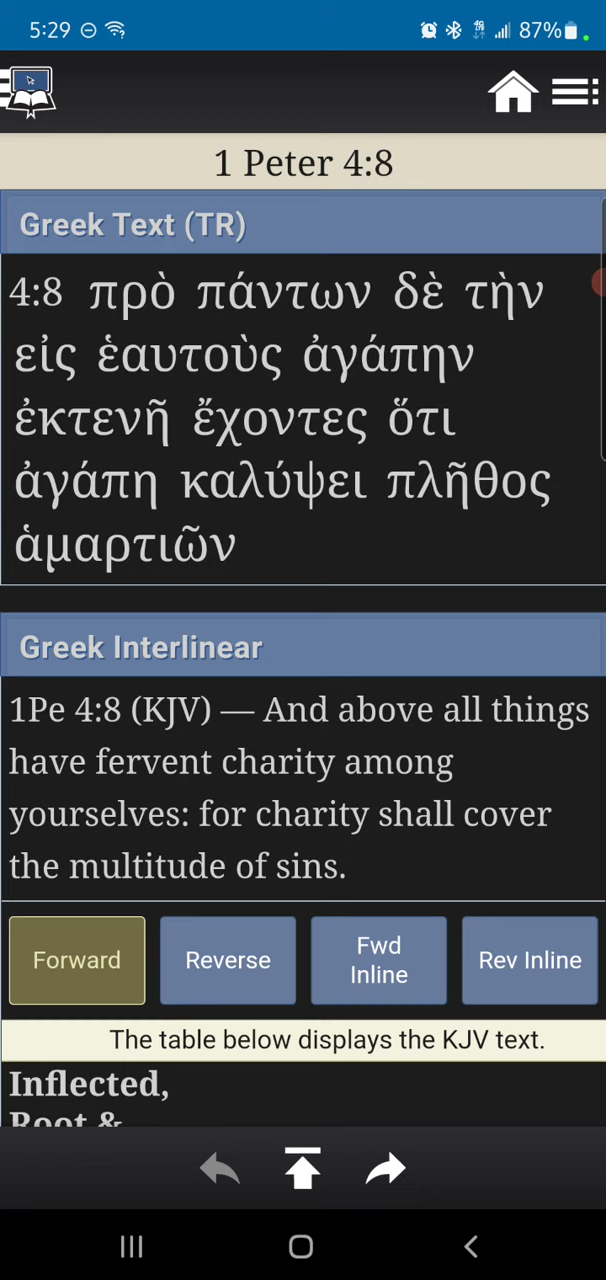 5:29
4G
87%
1 Peter 4:8
Greek Text (TR)
4:8 πρὸ πάντων δὲ τὴν
εἰς ἑαυτοὺς ἀγάπην
ἐκτενῆ ἔχοντες ὅτι
ἀγάπη καλύψει πλῆθος
ἁμαρτιῶν
Greek Interlinear
1Pe 4:8 (KJV) — And above all things
have fervent charity among
yourselves: for charity shall cover
the multitude of sins.
Forward
Reverse
Fwd
Inline
Rev Inline
The table below displays the KJV text.
Inflected,
Root &